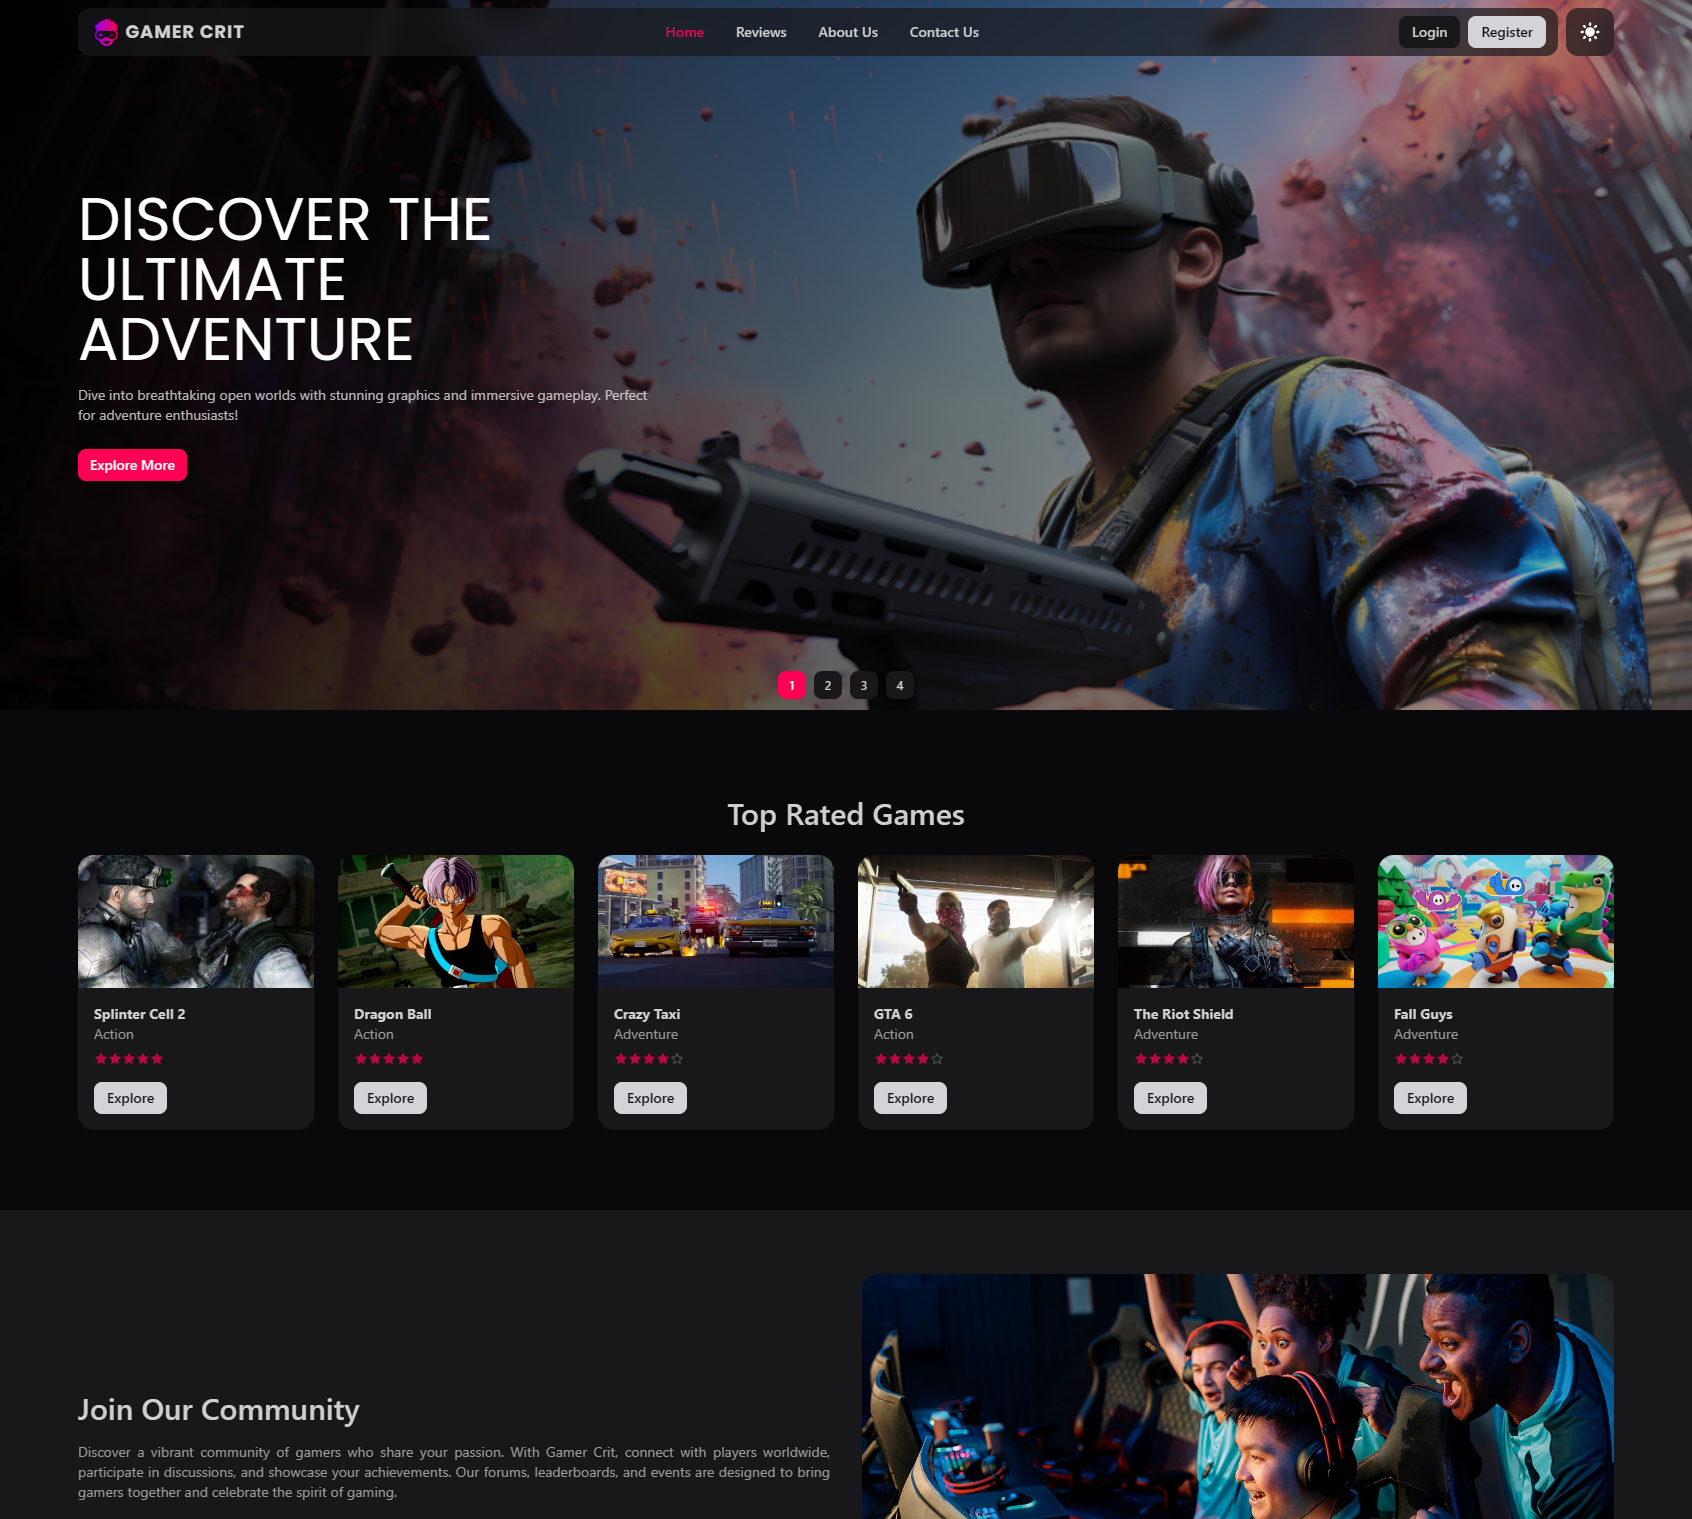 GAMER CRIT
Home
Reviews
About Us
Contact Us
Login
Register
DISCOVER THE
ULTIMATE
ADVENTURE
Dive into breathtaking open worlds with stunning graphics and immersive gameplay. Perfect
for adventure enthusiasts!
Explore More
1 2 3 4
Top Rated Games
Splinter Cell 2
Action
Explore
Dragon Ball
Action
Explore
Crazy Taxi
Adventure
Explore
GTA 6
Action
Explore
The Riot Shield
Adventure
Explore
Fall Guys
Adventure
Explore
Join Our Community
Discover a vibrant community of gamers who share your passion. With Gamer Crit, connect with players worldwide,
participate in discussions, and showcase your achievements. Our forums, leaderboards, and events are designed to bring
gamers together and celebrate the spirit of gaming.